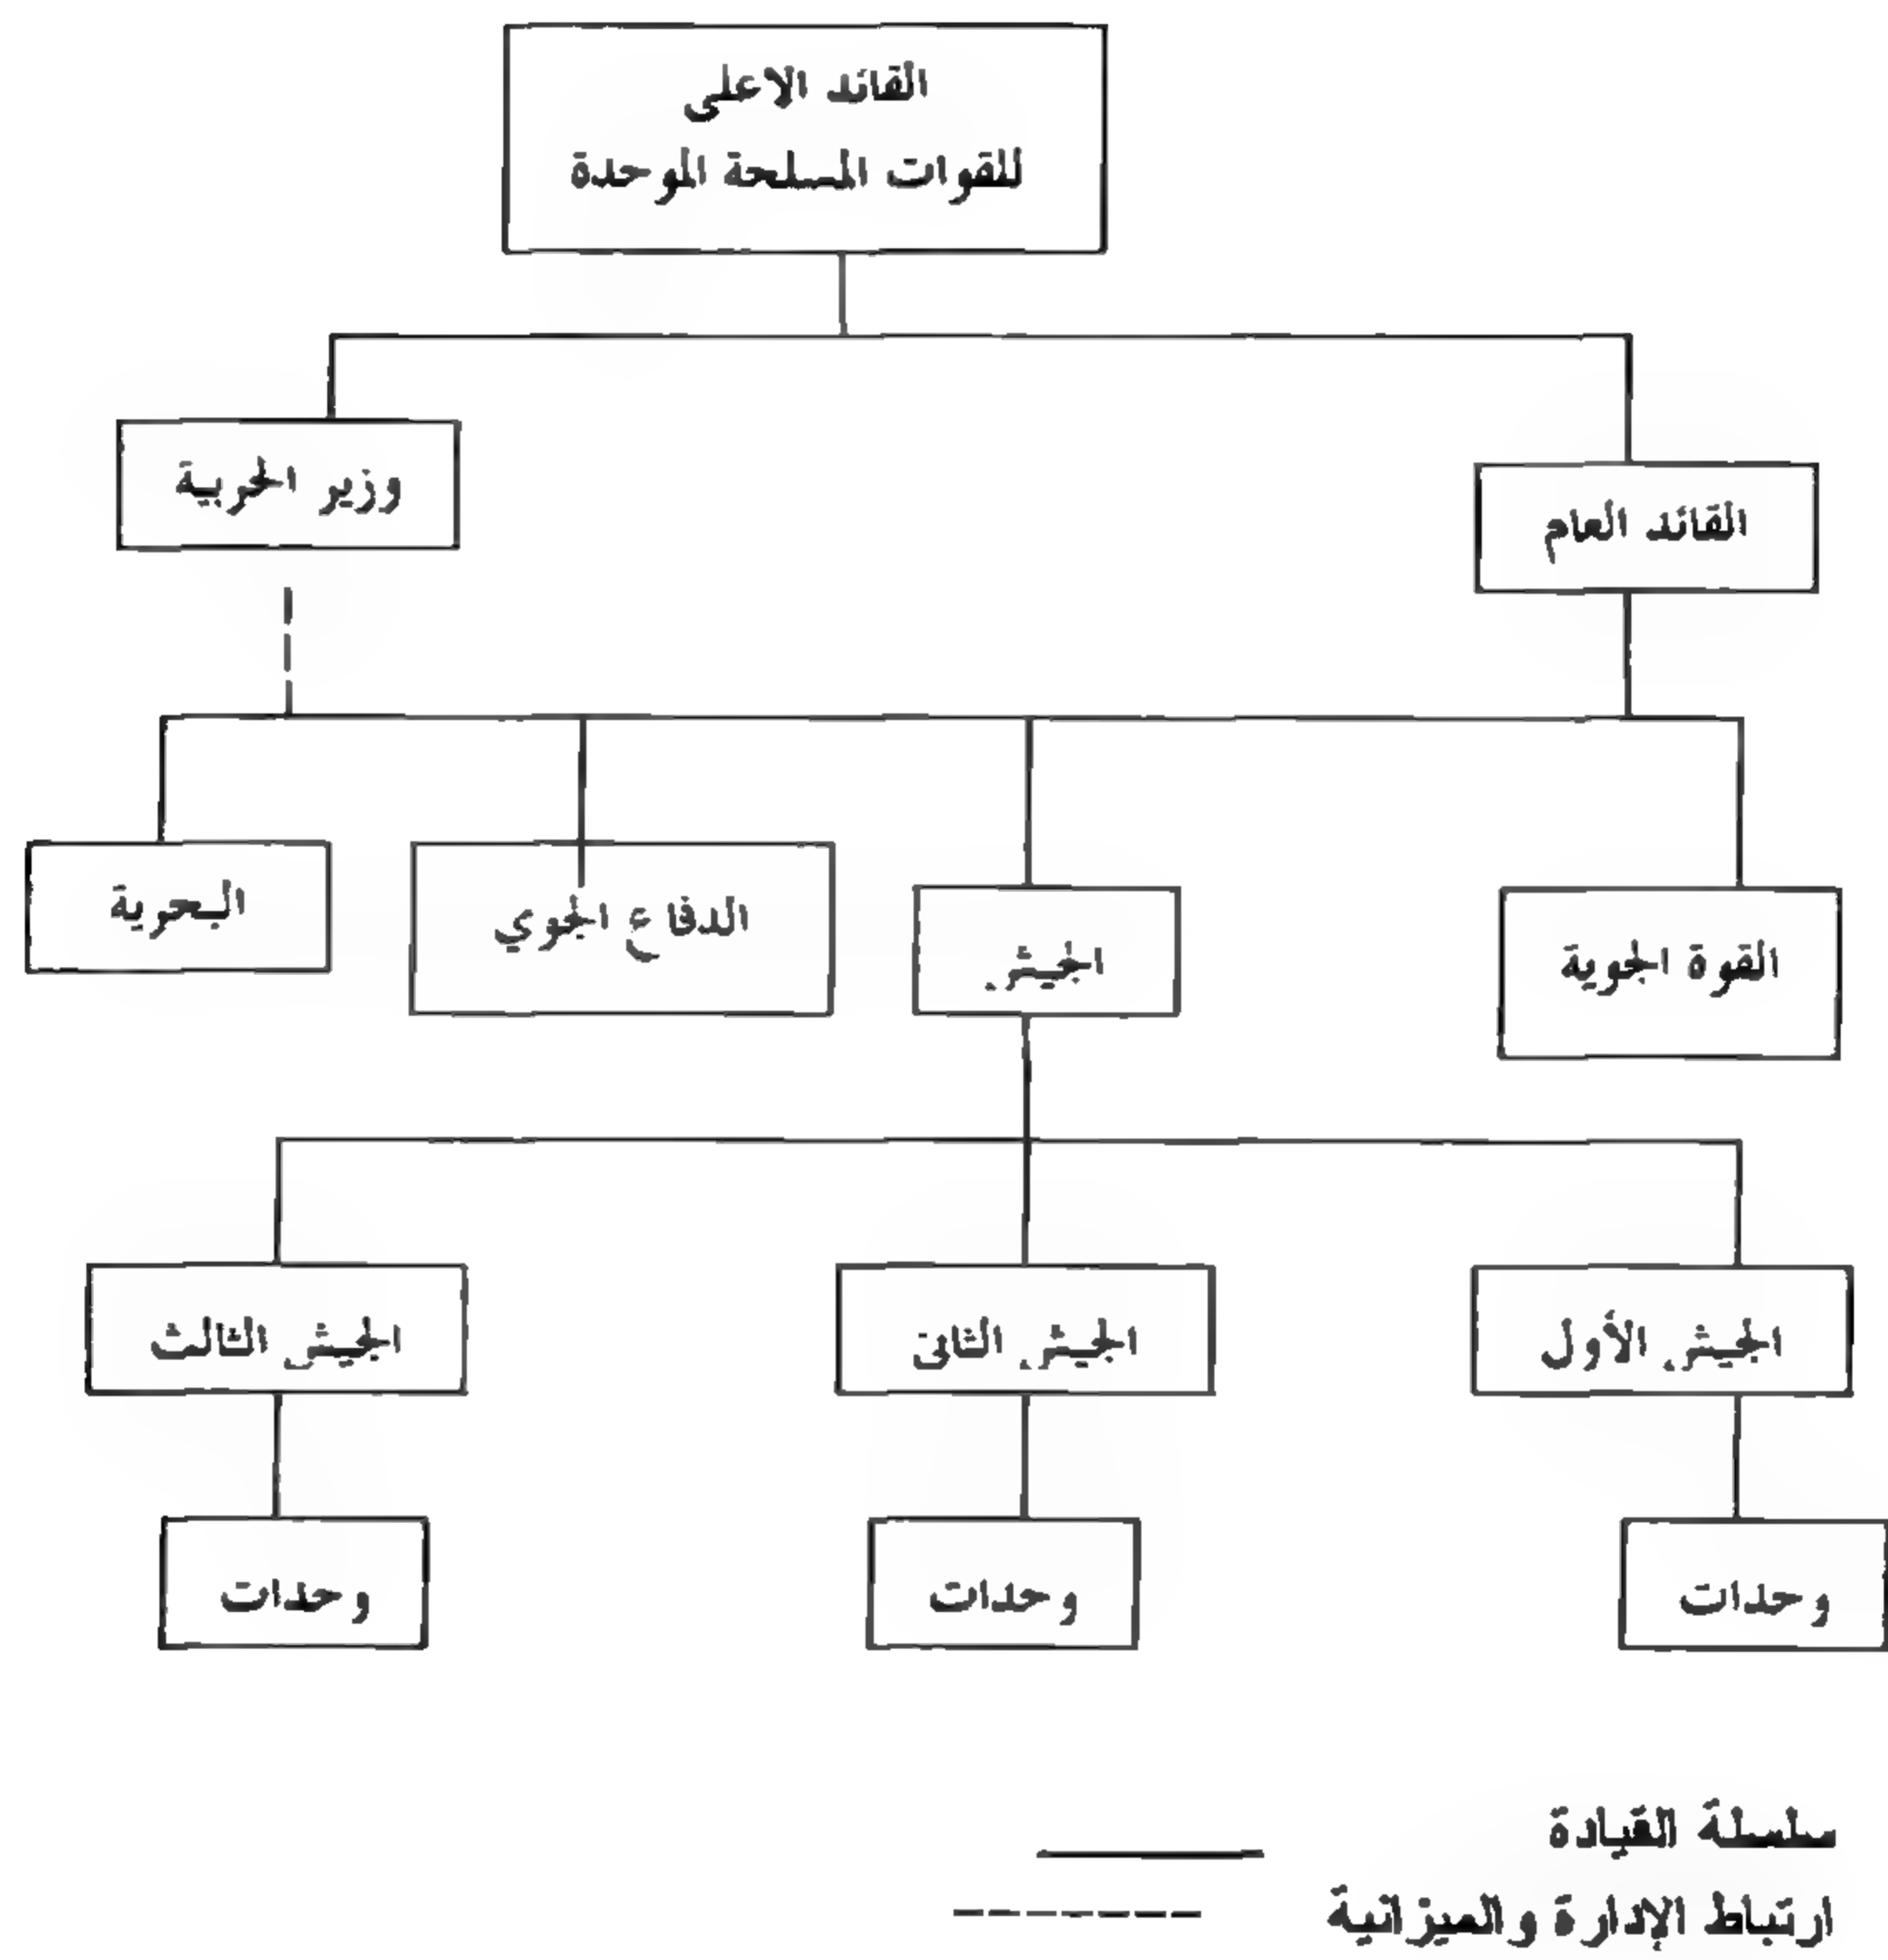 القائد الاعلى
للقوات المسلحة الموحدة
القائد العام
وزير الحربية
القوة الجوية
الجيش
الدفاع الجوي
البحرية
الجيش الأول
الجيش الثاني
الجيش الثالث
وحدات
وحدات
وحدات
سلسلة القيادة
ارتباط الإدارة والميزانية